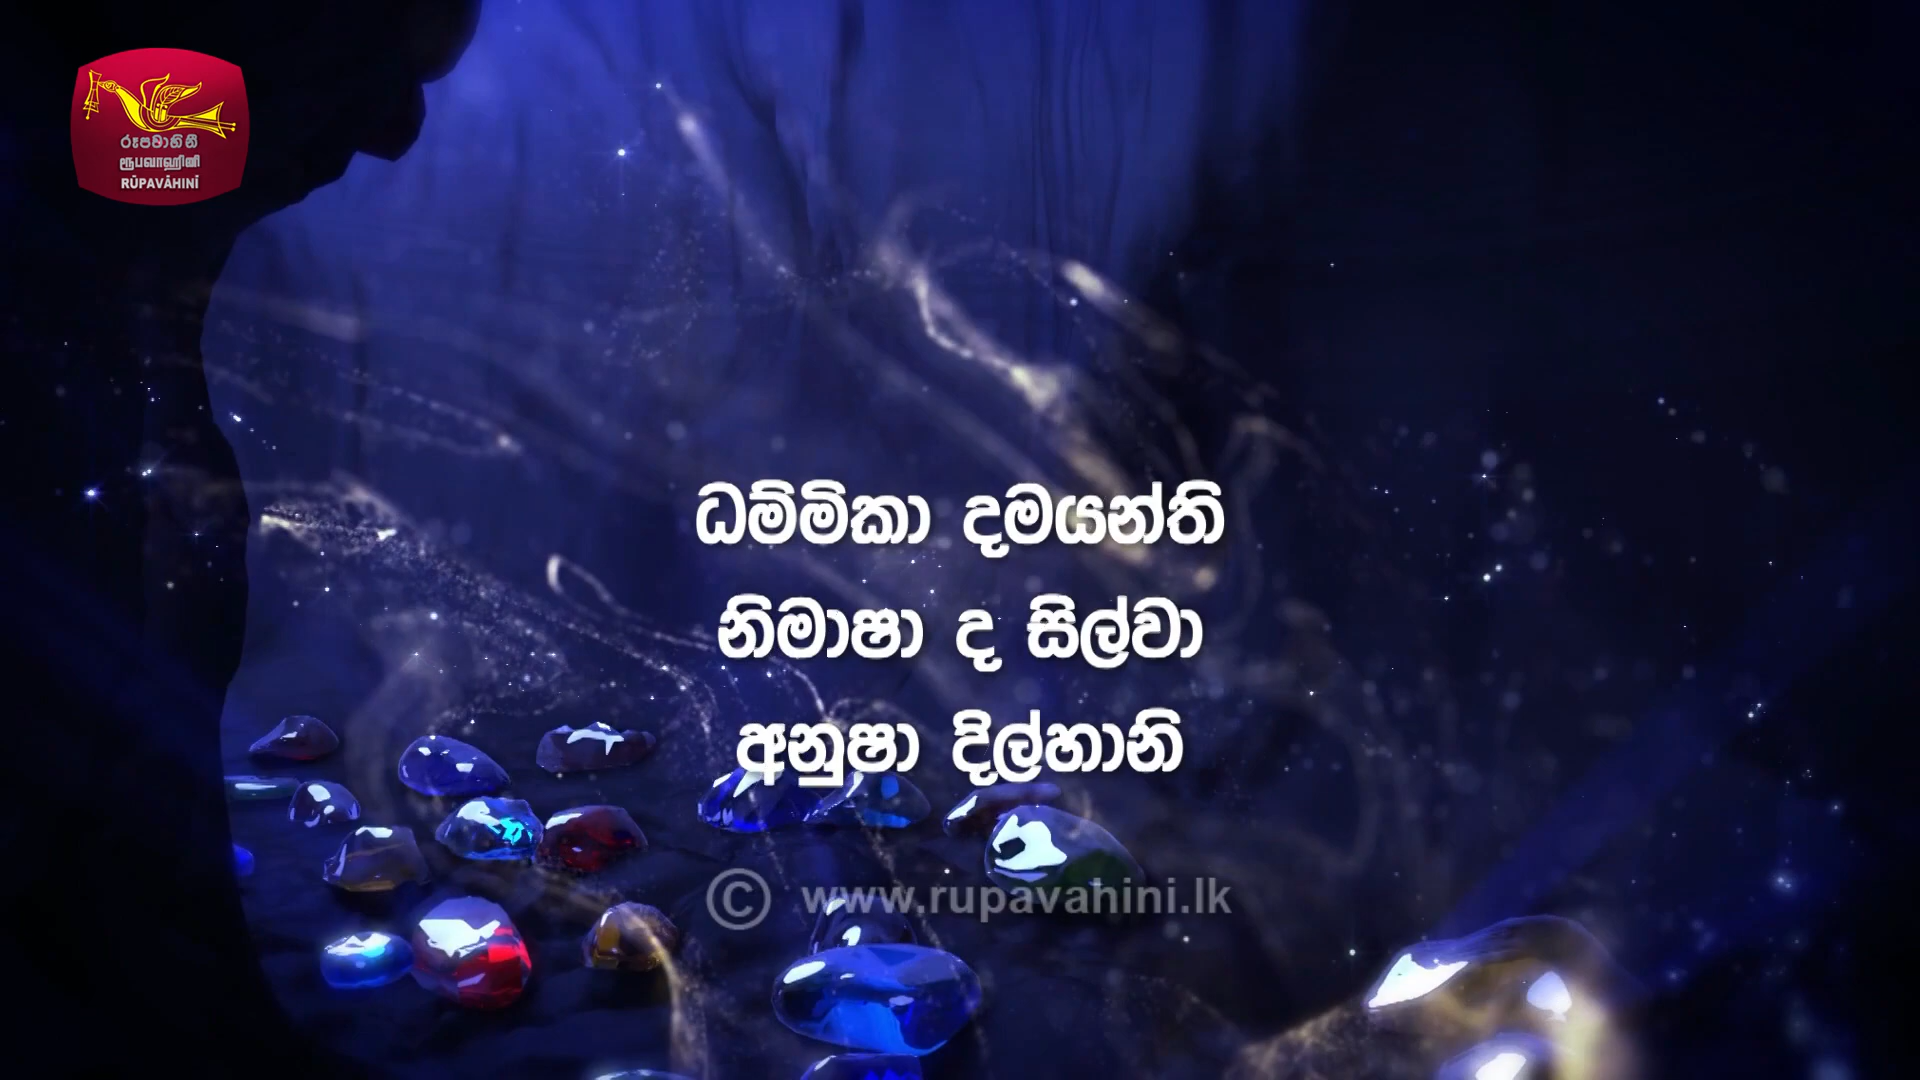 රූපවාහිනී
ரூபவாஹினி
RŪPAVĀHINĪ
ධම්මිකා දමයන්ති
නිමාෂා ද සිල්වා
අනුෂා දිල්හානි
© www.rupavahini.lk